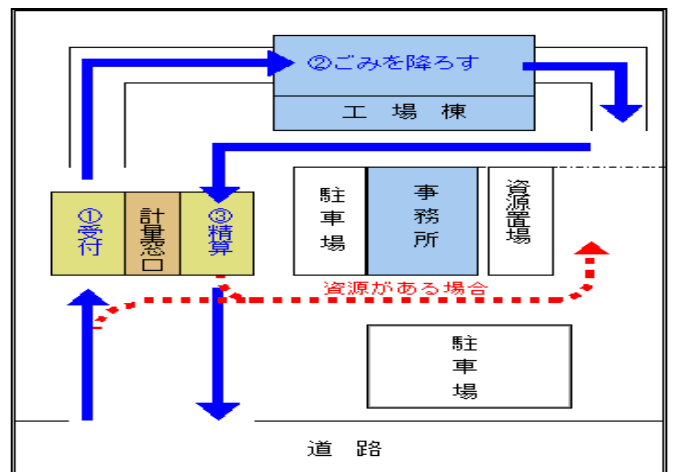 ②ごみを降ろす
工場棟
①受付
計量窓口
③精算
駐車場
事務所
資源置場
資源がある場合
駐車場
道路